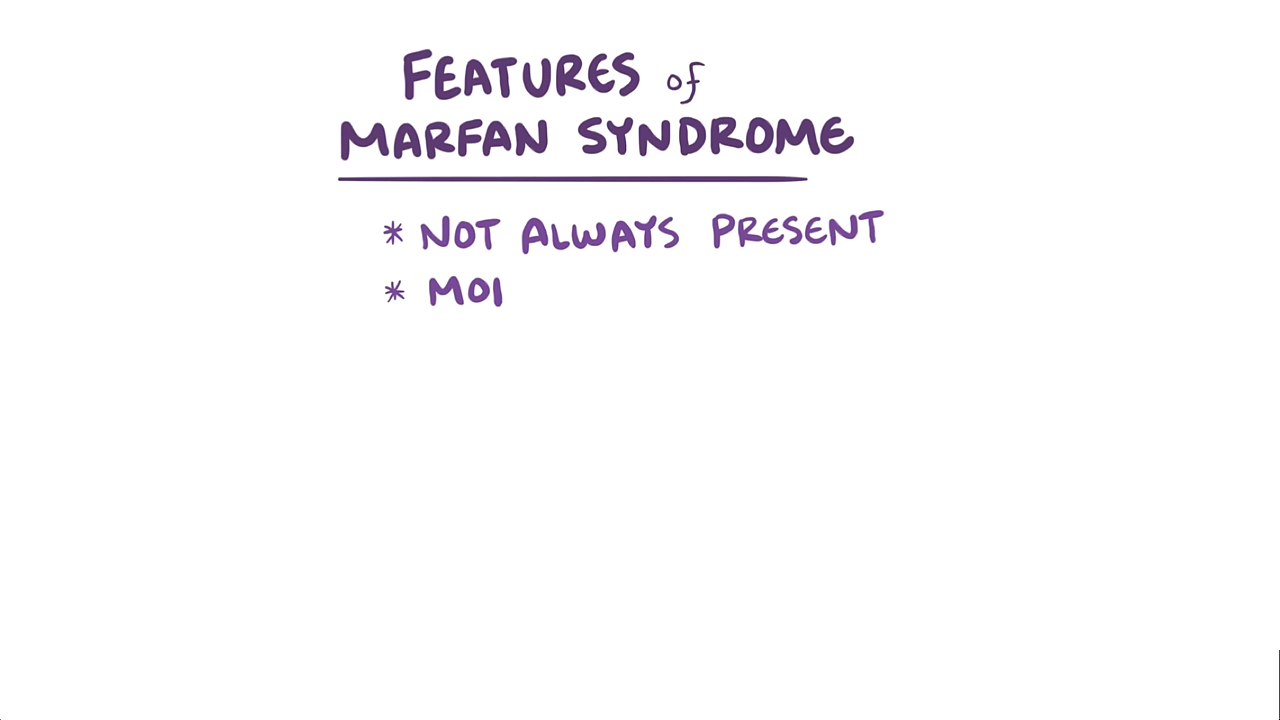 FEATURES of
MARFAN SYNDROME
* NOT ALWAYS PRESENT
* MOI